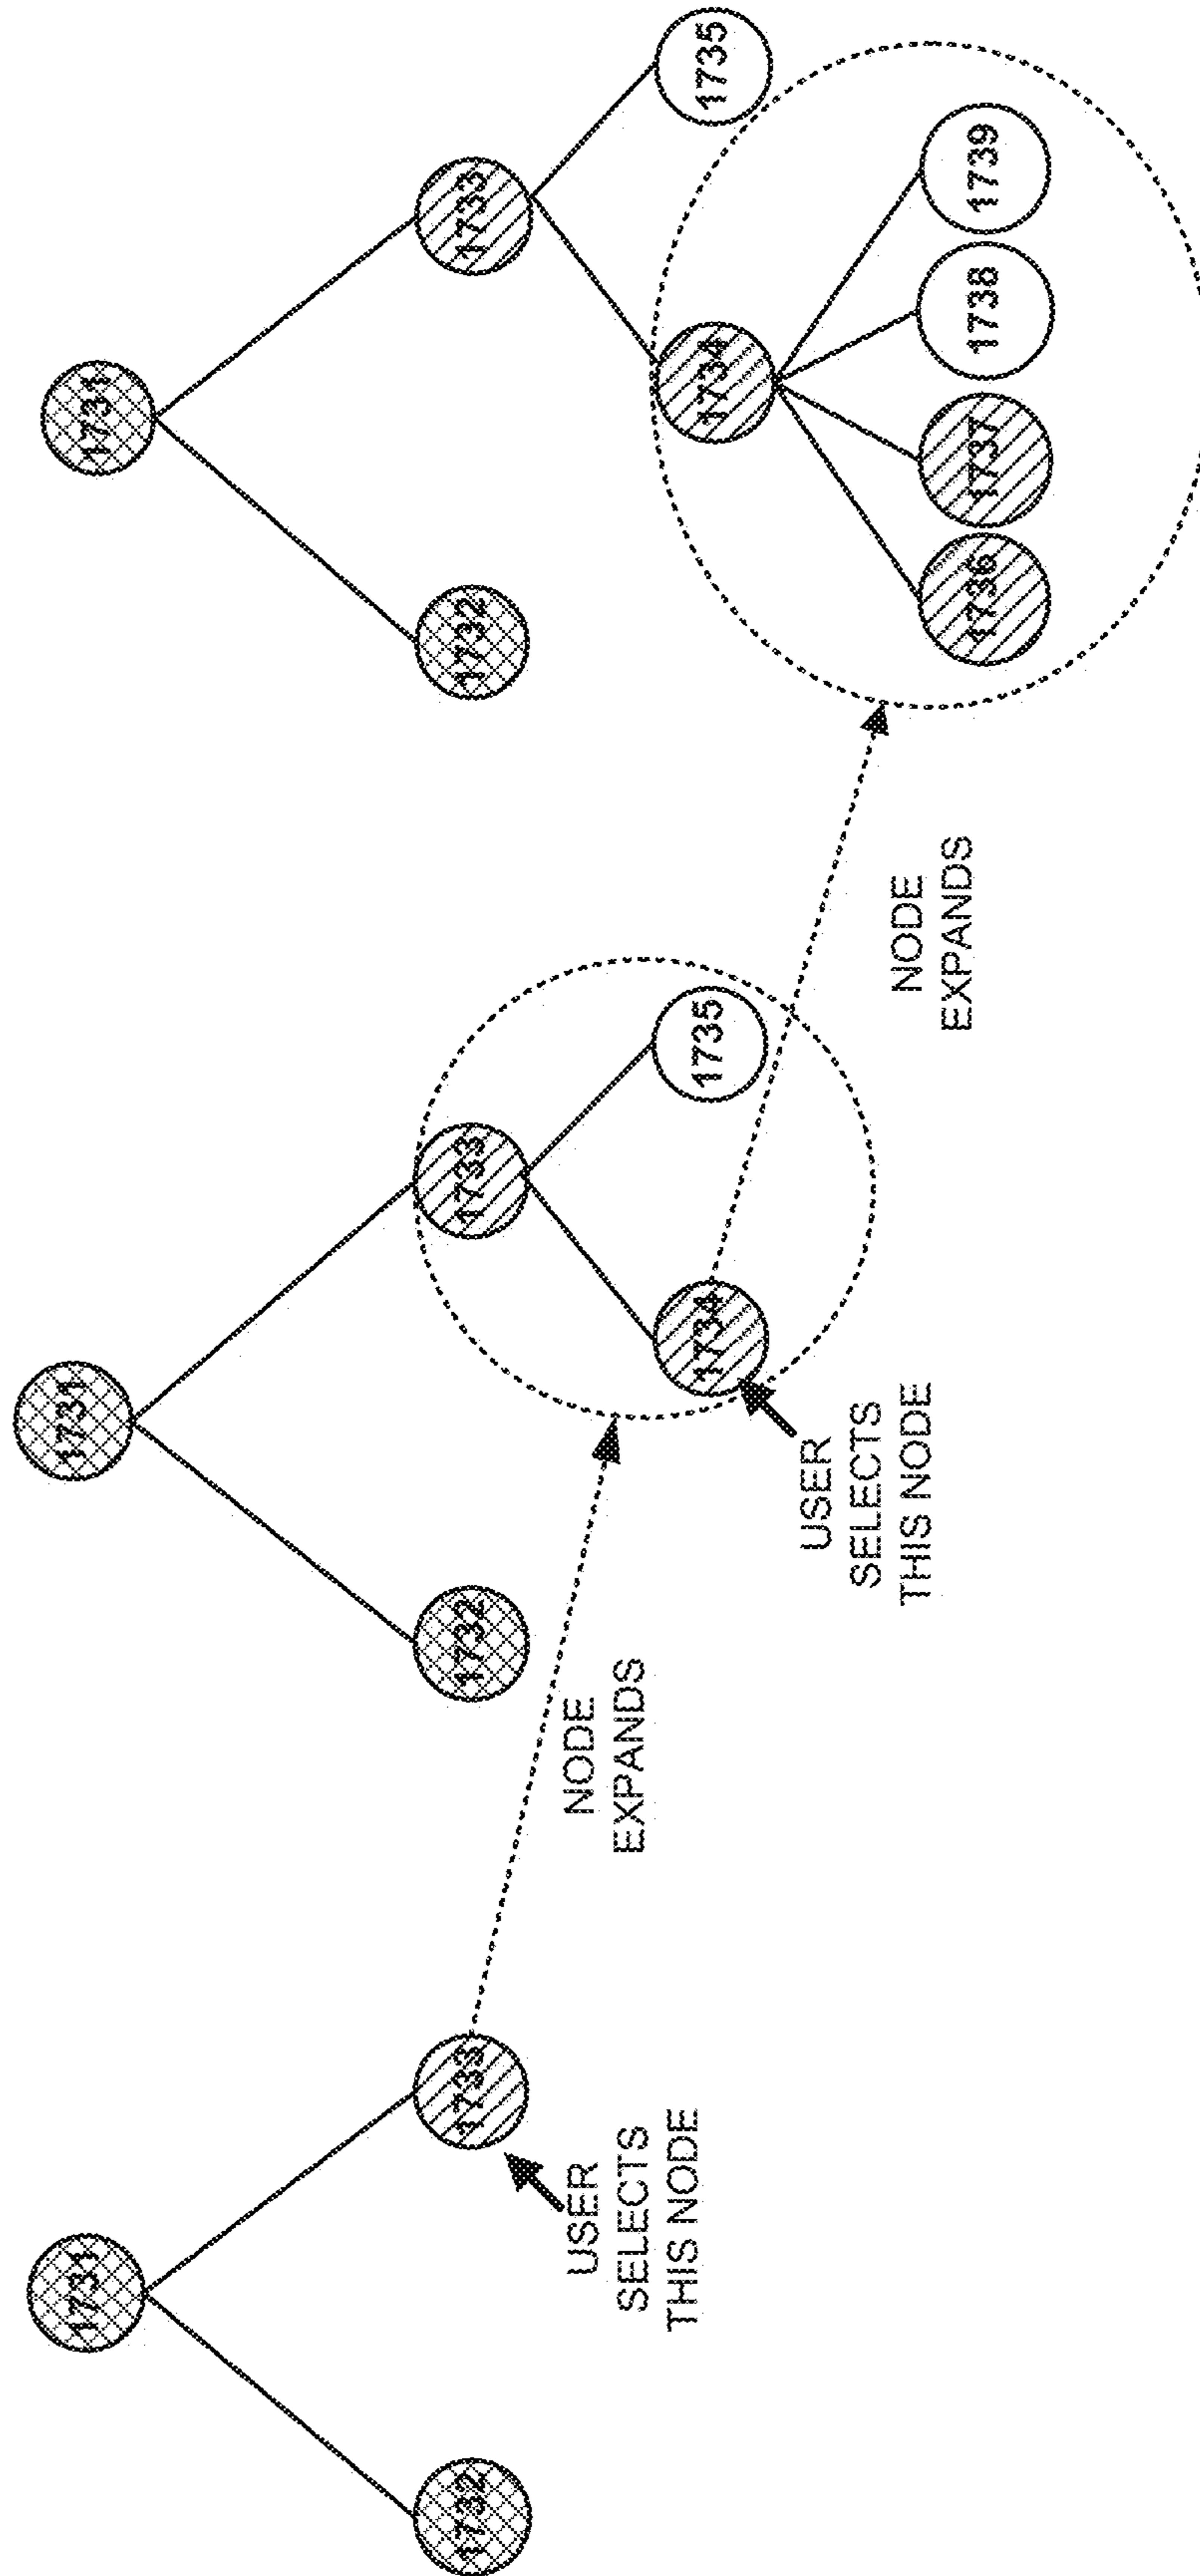 1731
1732
1733
USER
SELECTS
THIS NODE
NODE
EXPANDS
1731
1732
1733
1734
1735
USER
SELECTS
THIS NODE
NODE
EXPANDS
1731
1732
1733
1734
1735
1736
1737
1738
1739